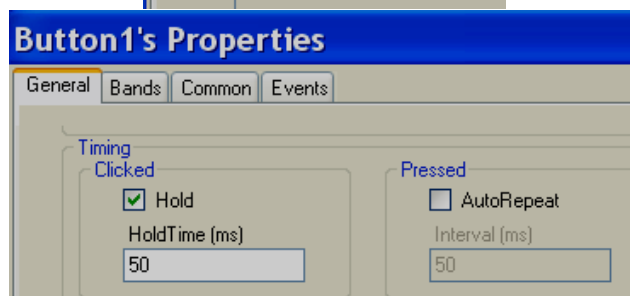 Button1's Properties
General Bands Common Events
Timing
Clicked Pressed
Hold AutoRepeat
HoldTime (ms) Interval (ms)
50 50